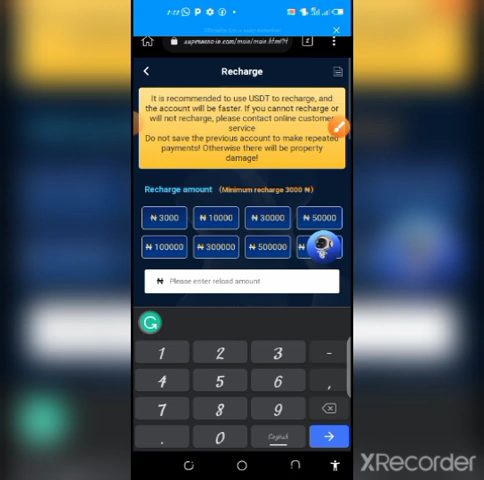 Recharge
It is recommended to use USDT to recharge, and
the account will be faster. If you cannot recharge or
will not recharge, please contact online customer
service
Do not save the previous account to make repeated
payments! Otherwise there will be property
damage!
Recharge amount (Minimum recharge 3000 ₦)
₦ 3000 ₦ 10000 ₦ 30000 ₦ 50000
₦ 100000 ₦ 300000 ₦ 500000 ₦
₦ Please enter reload amount
1 2 3 -
4 5 6 ,
7 8 9
. 0 English
XRecorder